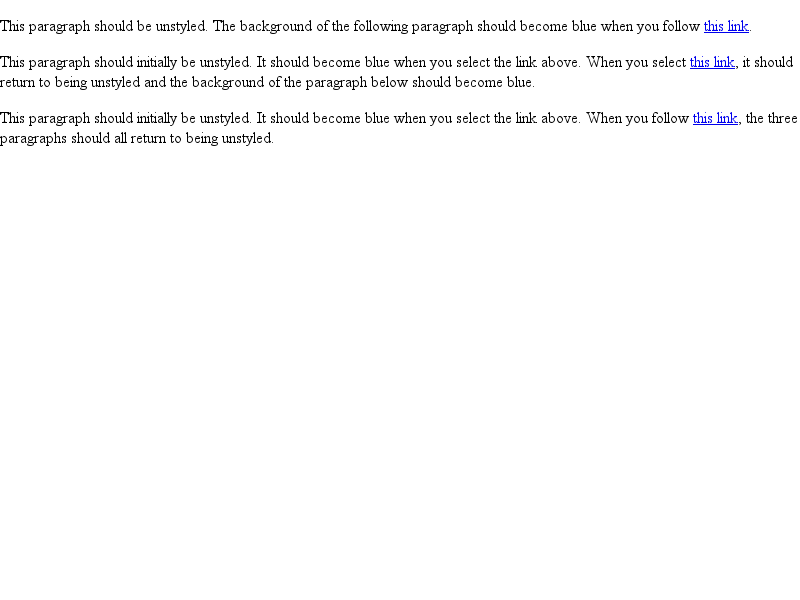 This paragraph should be unstyled. The background of the following paragraph should become blue when you follow this link.
This paragraph should initially be unstyled. It should become blue when you select the link above. When you select this link, it should
return to being unstyled and the background of the paragraph below should become blue.
This paragraph should initially be unstyled. It should become blue when you select the link above. When you follow this link, the three
paragraphs should all return to being unstyled.